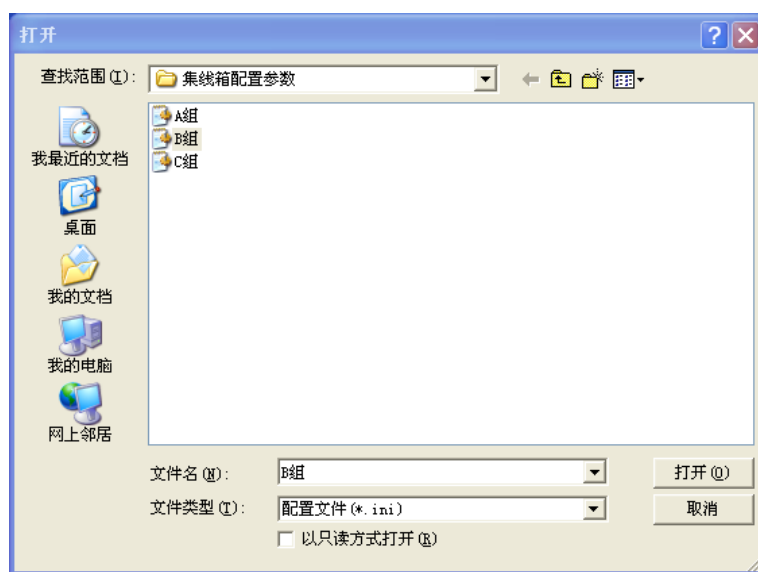 打开
查找范围(I):
集线箱配置参数
A组
B组
C组
我最近的文档
桌面
我的文档
我的电脑
网上邻居
文件名(N):
B组
打开(O)
文件类型(T):
配置文件(*.ini)
取消
以只读方式打开(R)